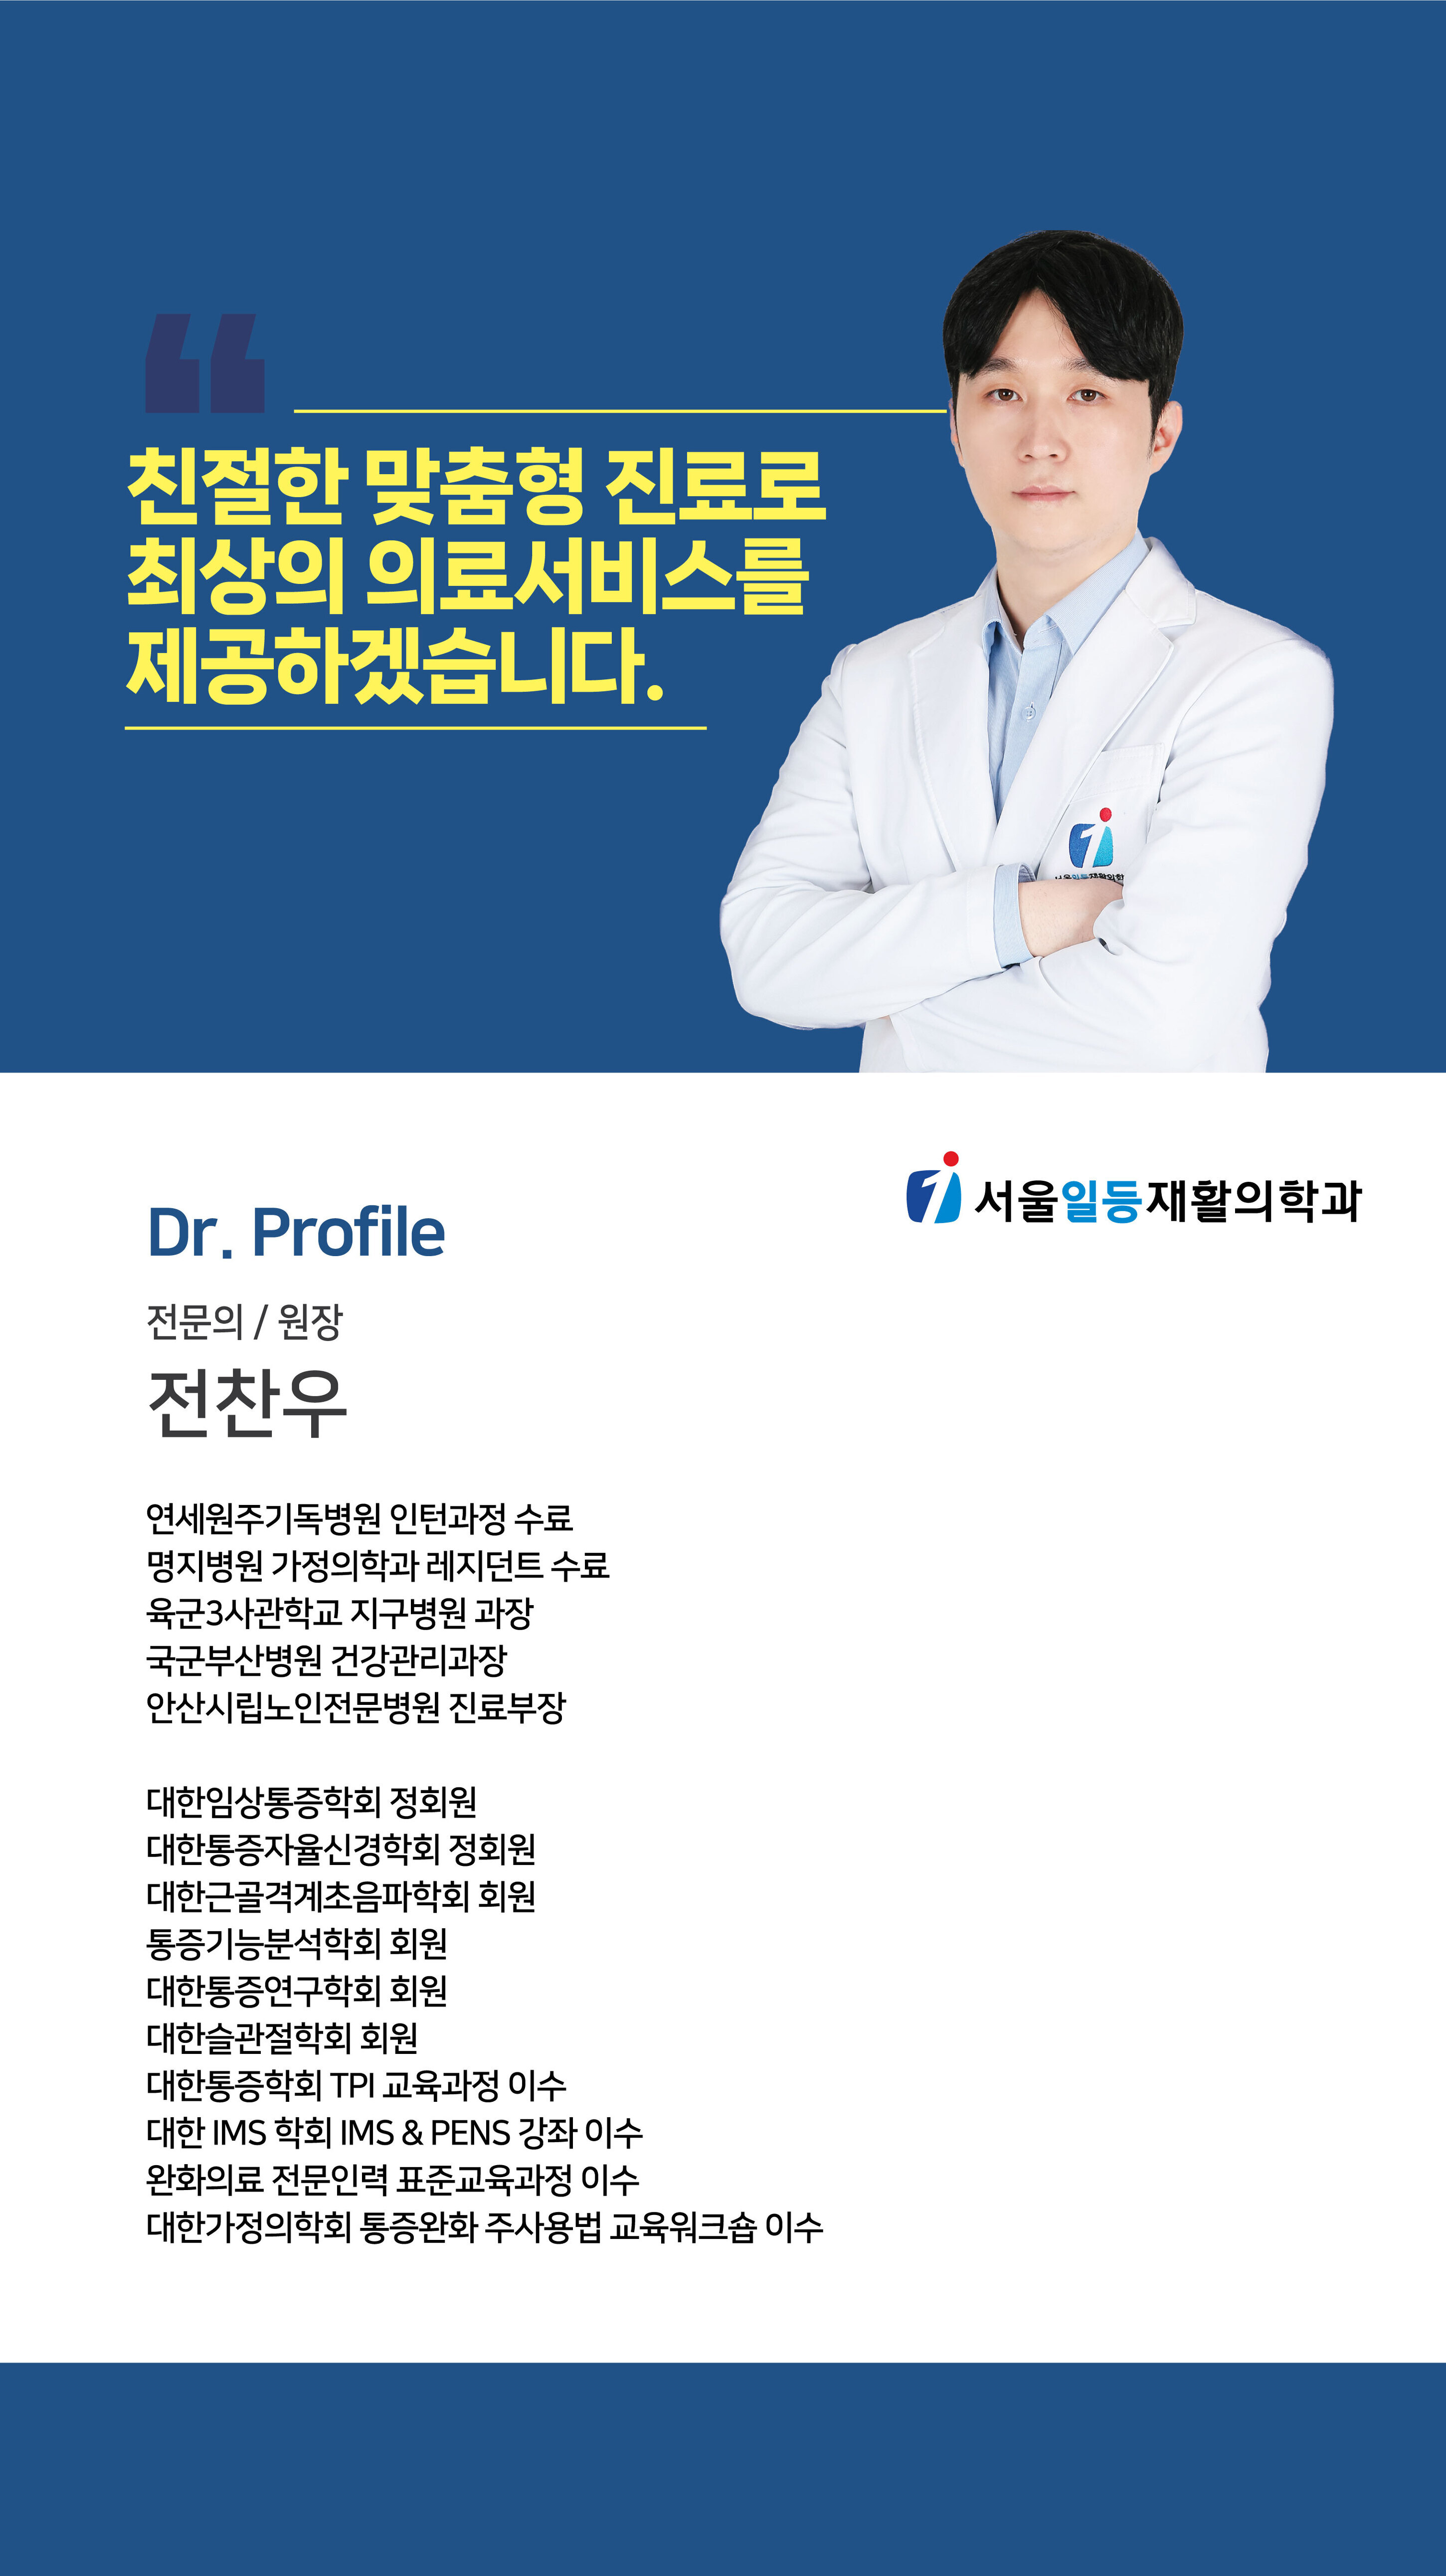 친절한 맞춤형 진료로
최상의 의료서비스를
제공하겠습니다.
서울일등재활의학과
Dr. Profile
전문의 / 원장
전찬우
연세원주기독병원 인턴과정 수료
명지병원 가정의학과 레지던트 수료
육군3사관학교 지구병원 과장
국군부산병원 건강관리과장
안산시립노인전문병원 진료부장
대한임상통증학회 정회원
대한통증자율신경학회 정회원
대한근골격계초음파학회 회원
통증기능분석학회 회원
대한통증연구학회 회원
대한슬관절학회 회원
대한통증학회 TPI 교육과정 이수
대한 IMS 학회 IMS & PENS 강좌 이수
완화의료 전문인력 표준교육과정 이수
대한가정의학회 통증완화 주사용법 교육워크숍 이수